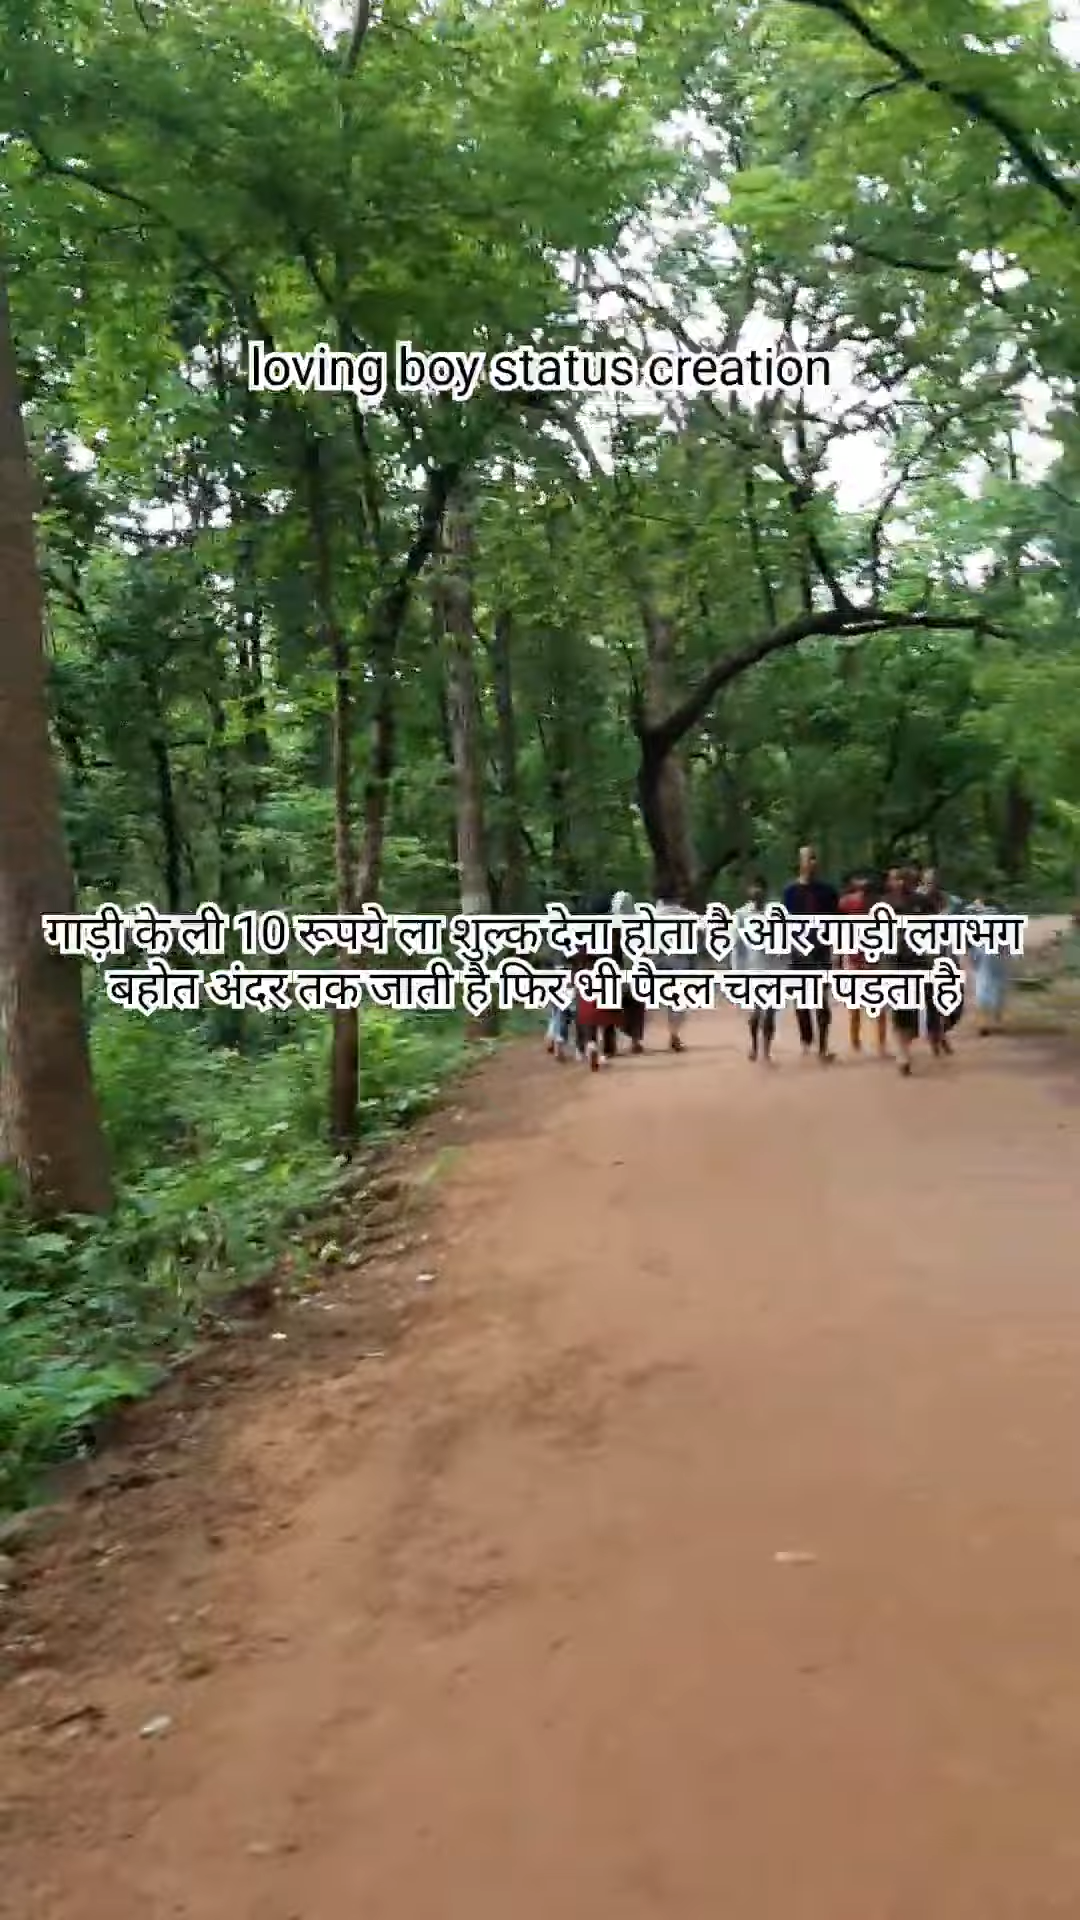 loving boy status creation
गाड़ी के ली 10 रूपये ला शुल्क देना होता है और गाड़ी लगभग
बहोत अंदर तक जाती है फिर भी पैदल चलना पड़ता है